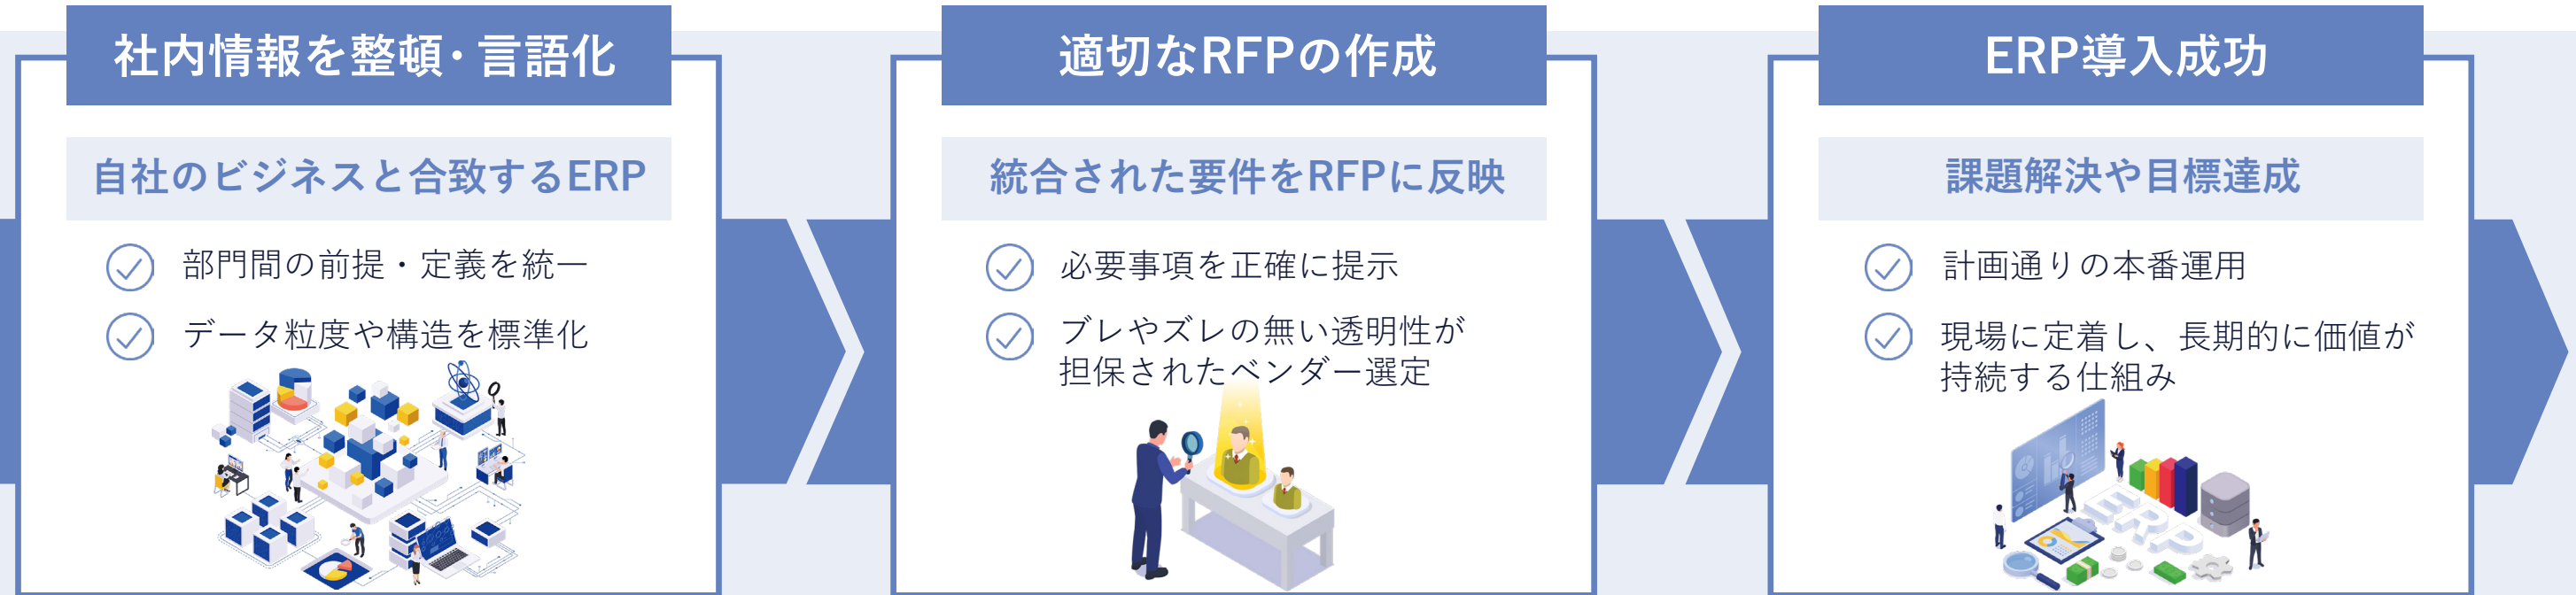 社内情報を整頓・言語化
自社のビジネスと合致するERP
部門間の前提・定義を統一
データ粒度や構造を標準化
適切なRFPの作成
統合された要件をRFPに反映
必要事項を正確に提示
ブレやズレの無い透明性が
担保されたベンダー選定
ERP導入成功
課題解決や目標達成
計画通りの本番運用
現場に定着し、長期的に価値が
持続する仕組み
ERP